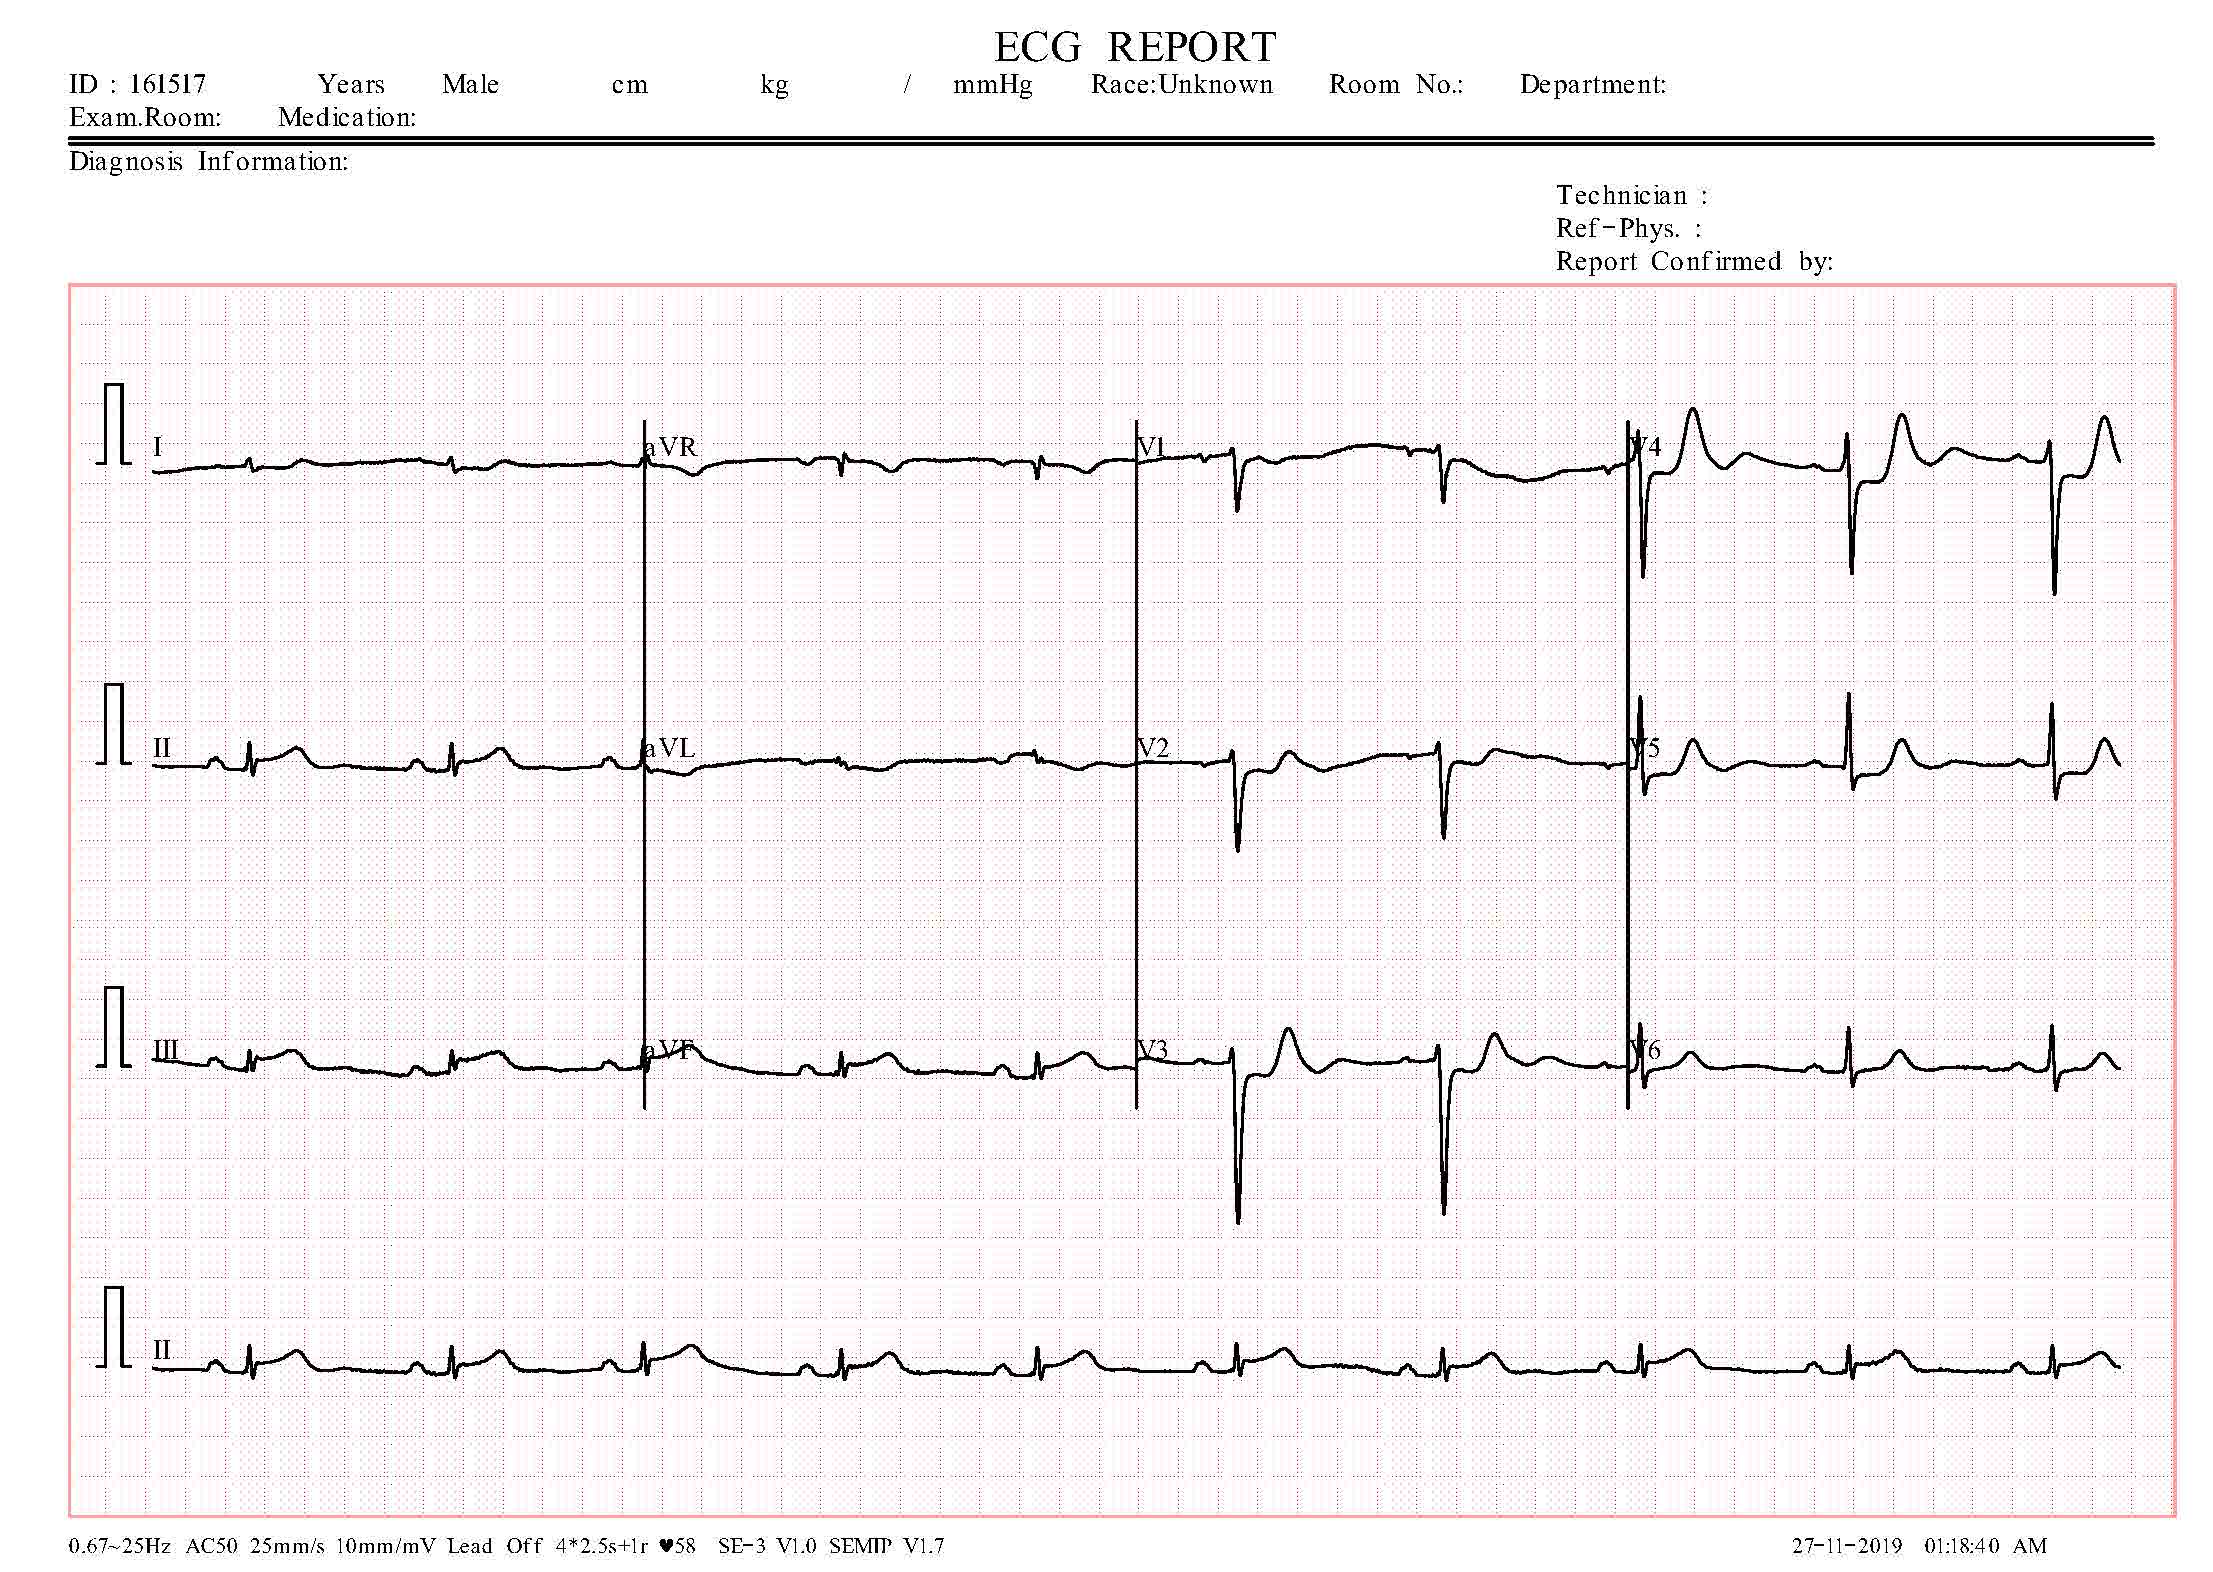 ECG REPORT
ID : 161517 Years Male cm kg / mmHg Race:Unknown Room No.: Department:
Exam.Room: Medication:
Diagnosis Information:
Technician :
Ref-Phys. :
Report Confirmed by:
I aVR V1 V4
II aVL V2 V5
III aVF V3 V6
II
0.67~25Hz AC50 25mm/s 10mm/mV Lead Off 4*2.5s+1r ♥58 SE-3 V1.0 SEMIP V1.7 27-11-2019 01:18:40 AM